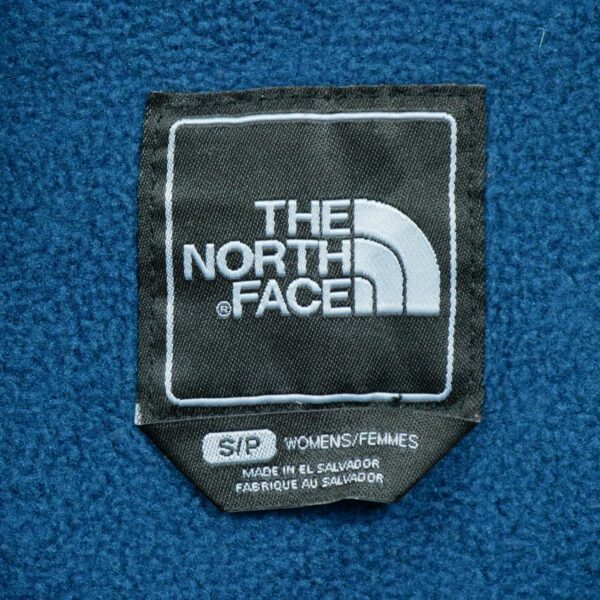 THE
NORTH
®FACE
S/P WOMENS/FEMMES
MADE IN EL SALVADOR
FABRIQUE AU SALVADOR